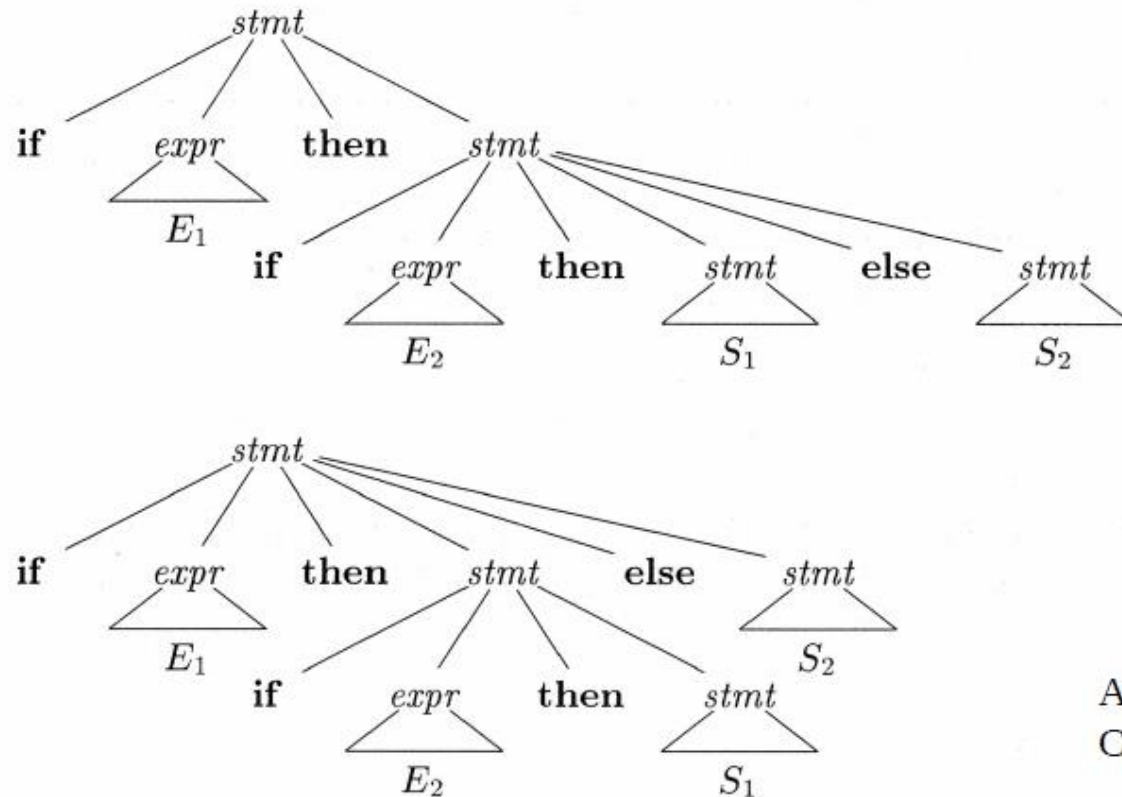 stmt
if expr then stmt
E₁
if expr then stmt else stmt
E₂ S₁ S₂
stmt
if expr then stmt else stmt
E₁ S₂
if expr then stmt
E₂ S₁
A
C